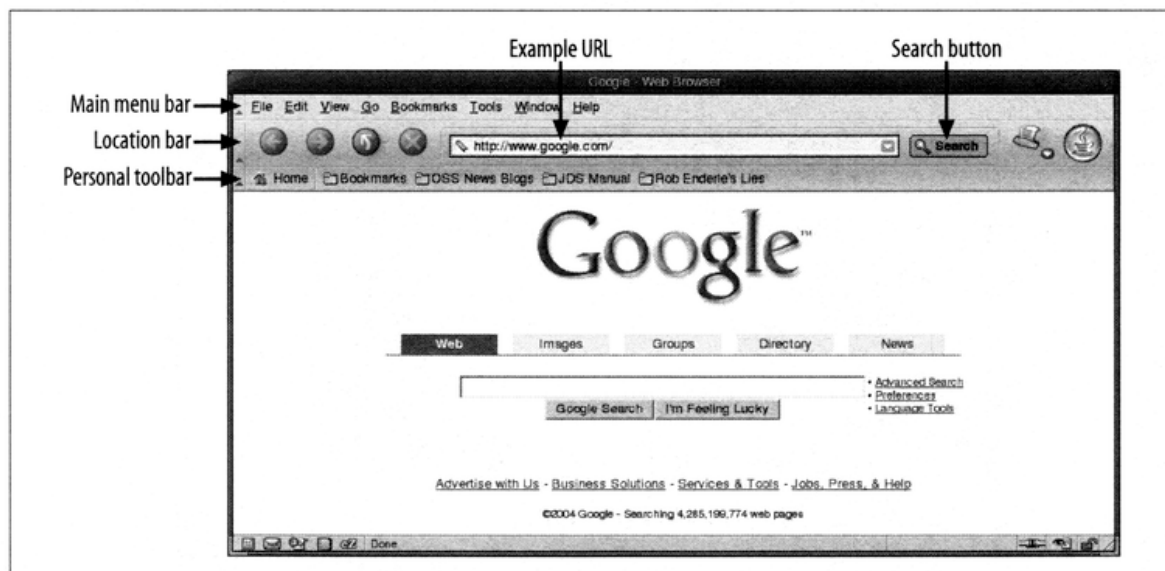 Example URL Search button
Google - Web Browser
Main menu bar File Edit View Go Bookmarks Tools Window Help
Location bar http://www.google.com/ Search
Personal toolbar Home Bookmarks OSS News Blogs JDS Manual Rob Enderle's Lies
Google™
Web Images Groups Directory News
• Advanced Search
• Preferences
• Language Tools
Google Search I'm Feeling Lucky
Advertise with Us - Business Solutions - Services & Tools - Jobs, Press, & Help
©2004 Google - Searching 4,285,199,774 web pages
Done